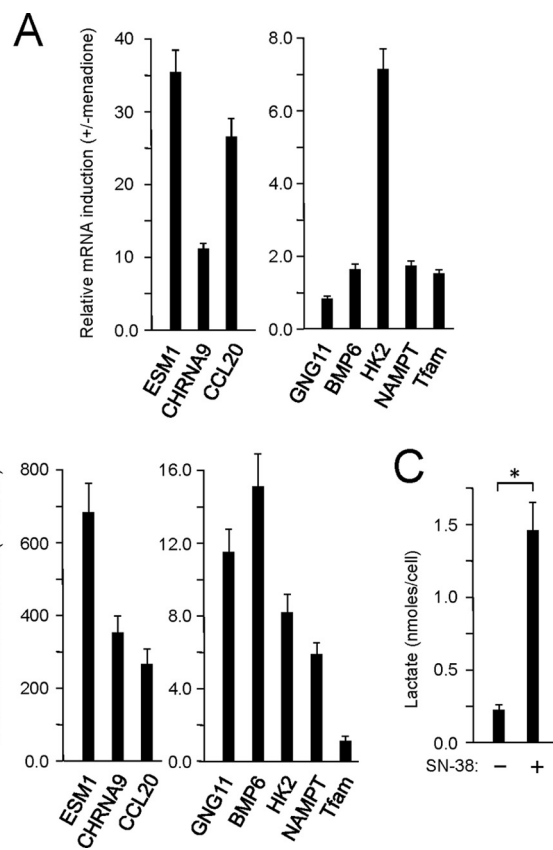 A
Relative mRNA induction (+/-menadione)
40
30
20
10
0.0
ESM1
CHRNA9
CCL20
8.0
6.0
4.0
2.0
0.0
GNG11
BMP6
HK2
NAMPT
Tfam
800
600
400
200
0.0
ESM1
CHRNA9
CCL20
16.0
12.0
8.0
4.0
0.0
GNG11
BMP6
HK2
NAMPT
Tfam
C
*
Lactate (nmoles/cell)
1.5
1.0
0.5
0.0
SN-38: − +